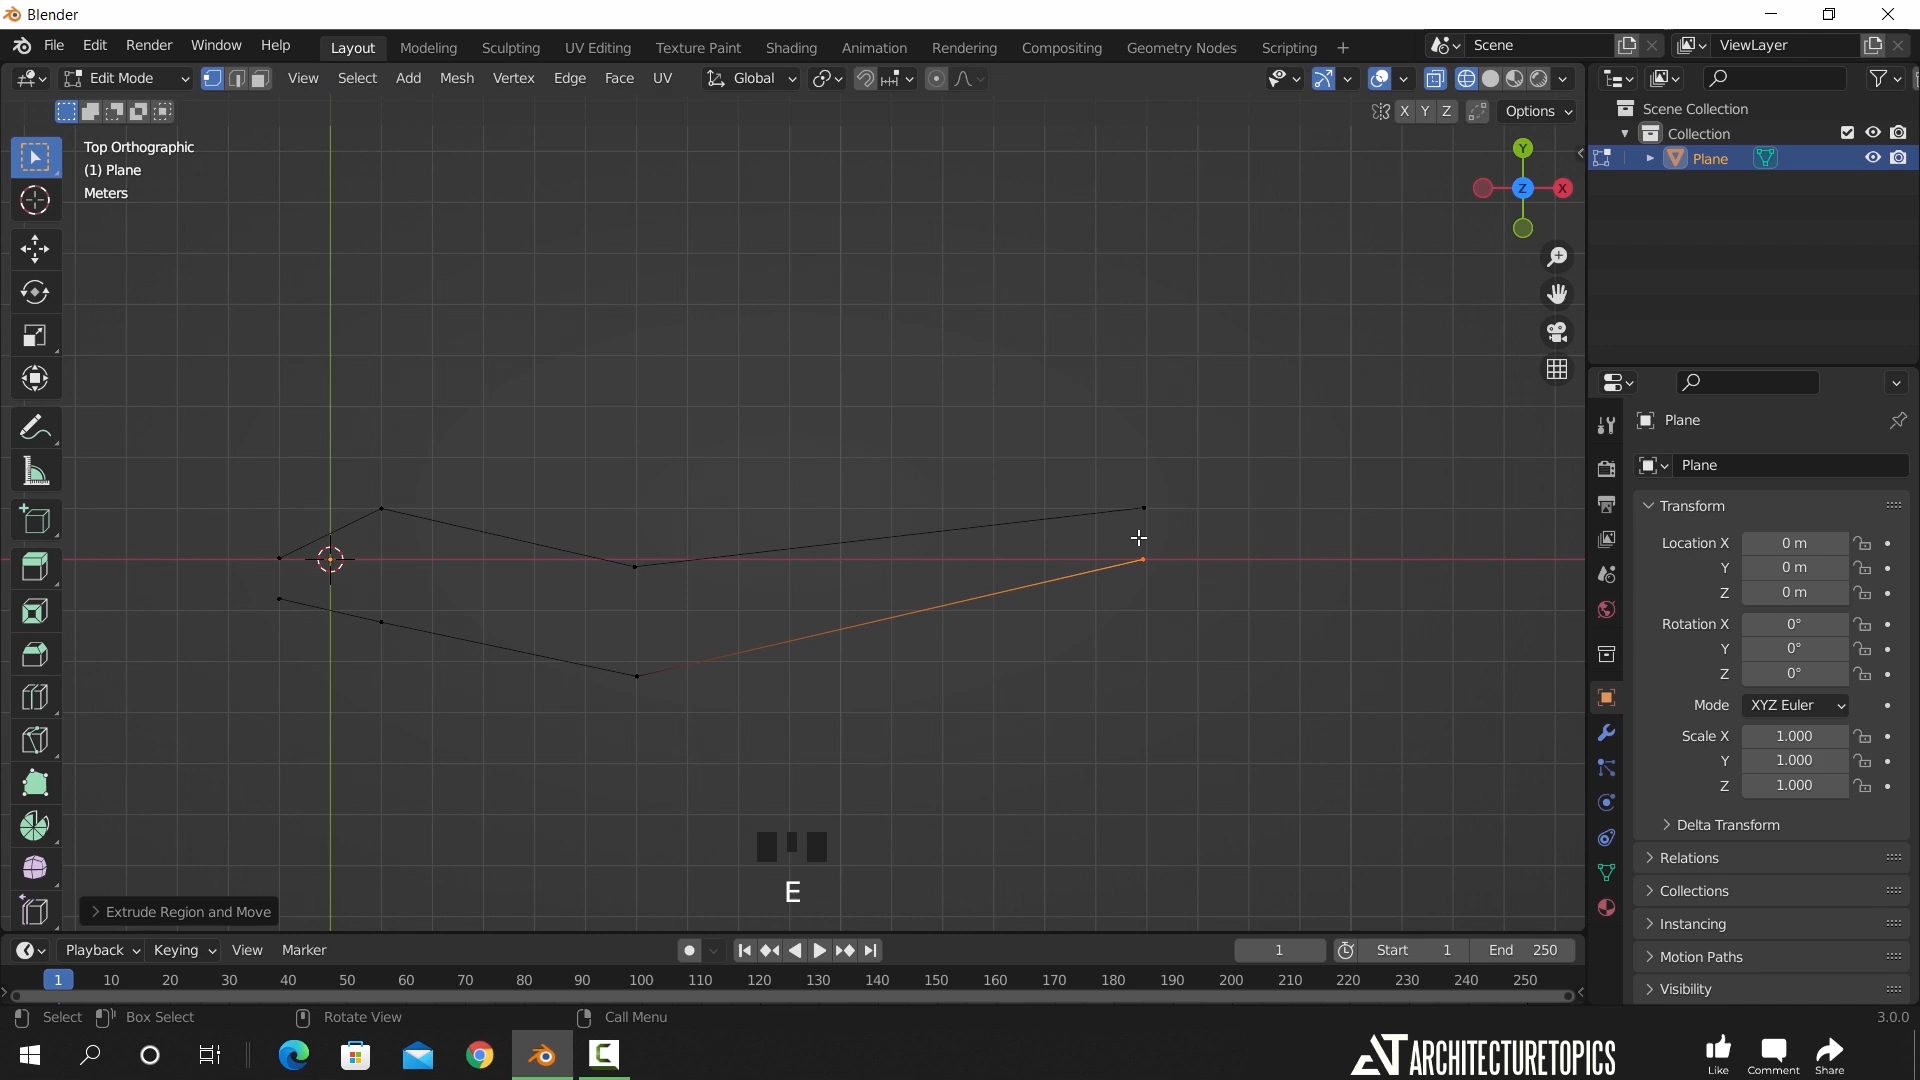 Blender
File Edit Render Window Help Layout Modeling Sculpting UV Editing Texture Paint Shading Animation Rendering Compositing Geometry Nodes Scripting + Scene ViewLayer
Edit Mode View Select Add Mesh Vertex Edge Face UV Global
X Y Z Options
Scene Collection
Collection
Plane
Top Orthographic
(1) Plane
Meters
Y
Z X
Plane
Plane
Transform
Location X 0 m
Y 0 m
Z 0 m
Rotation X 0°
Y 0°
Z 0°
Mode XYZ Euler
Scale X 1.000
Y 1.000
Z 1.000
Delta Transform
Relations
Collections
Instancing
Motion Paths
Visibility
E
Extrude Region and Move
Playback Keying View Marker 1 Start 1 End 250
1 10 20 30 40 50 60 70 80 90 100 110 120 130 140 150 160 170 180 190 200 210 220 230 240 250
Select Box Select Rotate View Call Menu 3.0.0
AT ARCHITECTURETOPICS
Like Comment Share